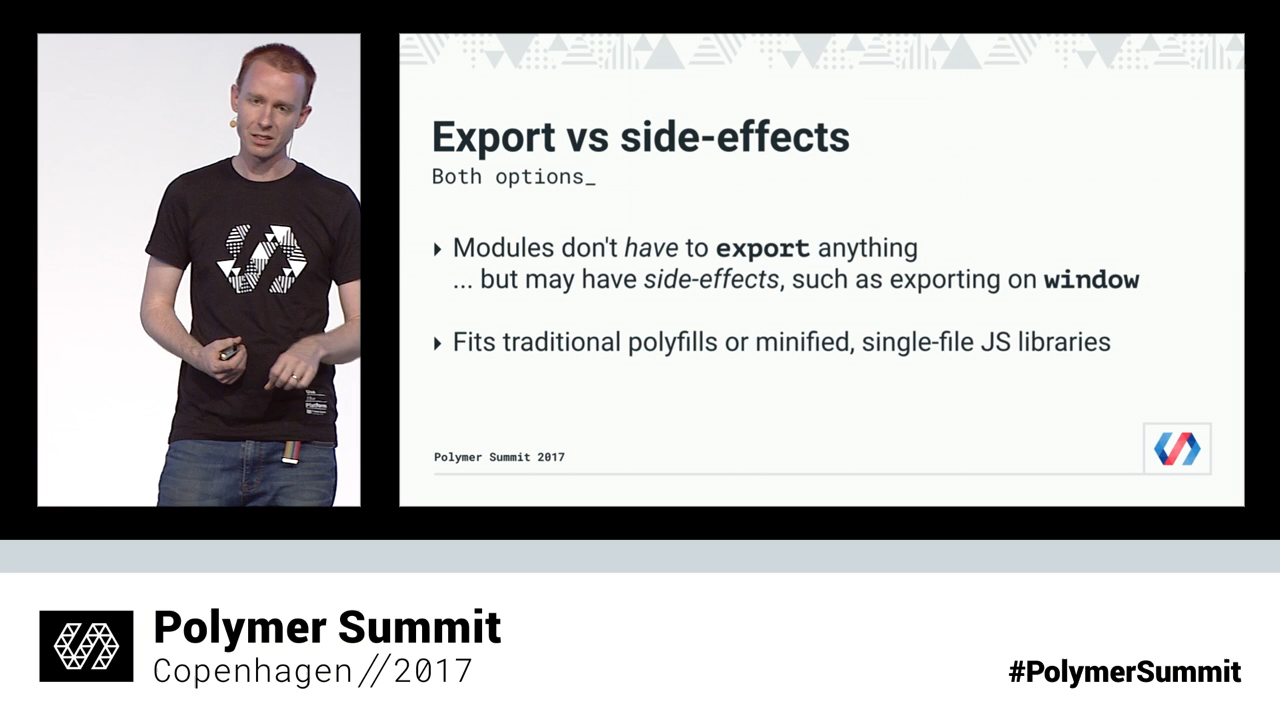 Export vs side-effects
Both options_
Modules don't have to export anything
... but may have side-effects, such as exporting on window
Fits traditional polyfills or minified, single-file JS libraries
Polymer Summit 2017
Polymer Summit
Copenhagen//2017
#PolymerSummit